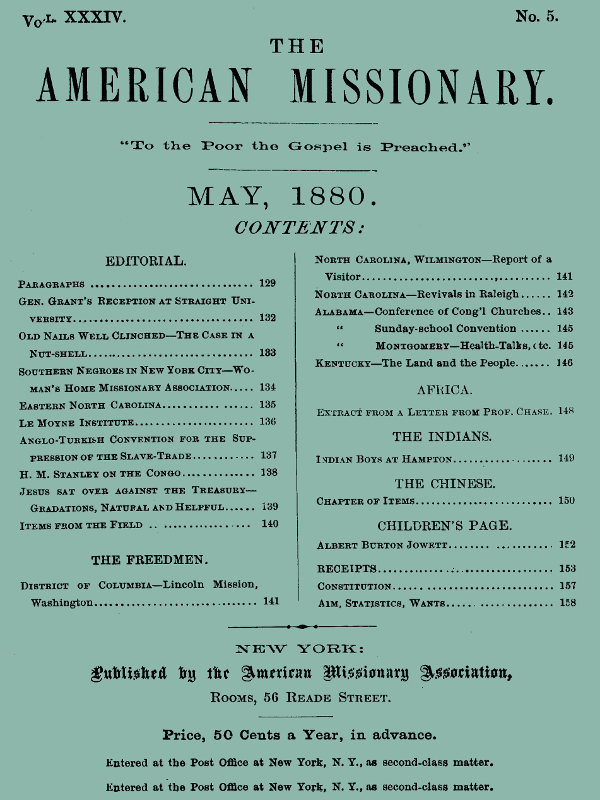 Vol. XXXIV.
No. 5.
THE
AMERICAN MISSIONARY.
“To the Poor the Gospel is Preached.”
MAY, 1880.
CONTENTS:
EDITORIAL.
Paragraphs .............................. 129
Gen. Grant's Reception at Straight Uni-
versity.................................. 132
Old Nails Well Clinched—The Case in a
Nut-shell............................... 133
Southern Negroes in New York City—Wo-
man's Home Missionary Association..... 134
Eastern North Carolina........... ...... 135
Le Moyne Institute...................... 136
Anglo-Turkish Convention for the Sup-
pression of the Slave-Trade............ 137
H. M. Stanley on the Congo.............. 138
Jesus sat over against the Treasury—
Gradations, Natural and Helpful...... 139
Items from the Field .. ................. 140
THE FREEDMEN.
District of Columbia—Lincoln Mission,
Washington.............................. 141
North Carolina, Wilmington—Report of a
Visitor.................................. 141
North Carolina—Revivals in Raleigh...... 142
Alabama—Conference of Cong'l Churches.. 143
“ Sunday-school Convention ...... 145
“ Montgomery—Health-Talks, etc. 145
Kentucky—The Land and the People....... 146
AFRICA.
Extract from a Letter from Prof. Chase. 148
THE INDIANS.
Indian Boys at Hampton................... 149
THE CHINESE.
Chapter of Items......................... 150
CHILDREN'S PAGE.
Albert Burton Jowett........ ........... 152
Receipts................................. 153
Constitution...... ...................... 157
Aim, Statistics, Wants..... ............. 158
NEW YORK:
Published by the American Missionary Association,
Rooms, 56 Reade Street.
Price, 50 Cents a Year, in advance.
Entered at the Post Office at New York, N. Y., as second-class matter.
Entered at the Post Office at New York, N. Y., as second-class matter.